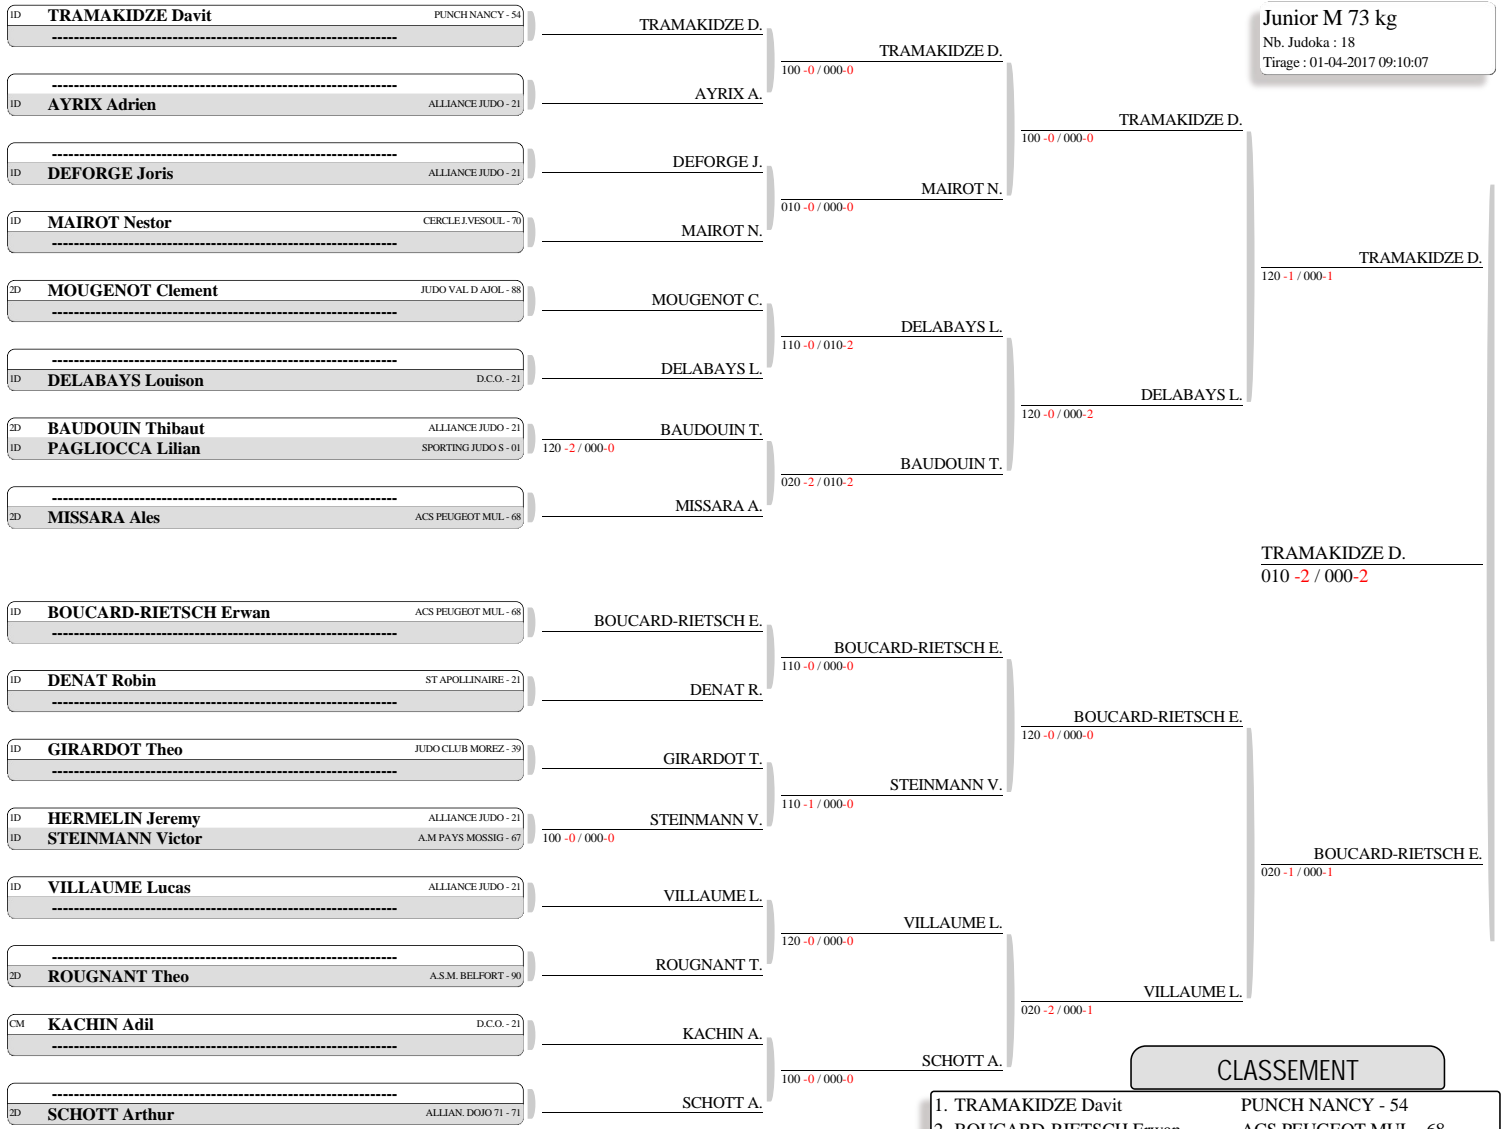 Junior M 73 kg
Nb. Judoka : 18
Tirage : 01-04-2017 09:10:07
1D TRAMAKIDZE Davit PUNCH NANCY - 54
------------------------------------------------------------------
------------------------------------------------------------------
1D AYRIX Adrien ALLIANCE JUDO - 21
------------------------------------------------------------------
1D DEFORGE Joris ALLIANCE JUDO - 21
1D MAIROT Nestor CERCLE J.VESOUL - 70
------------------------------------------------------------------
2D MOUGENOT Clement JUDO VAL D AJOL - 88
------------------------------------------------------------------
------------------------------------------------------------------
1D DELABAYS Louison D.C.O. - 21
2D BAUDOUIN Thibaut ALLIANCE JUDO - 21
1D PAGLIOCCA Lilian SPORTING JUDO S - 01
------------------------------------------------------------------
2D MISSARA Ales ACS PEUGEOT MUL - 68
1D BOUCARD-RIETSCH Erwan ACS PEUGEOT MUL - 68
------------------------------------------------------------------
1D DENAT Robin ST APOLLINAIRE - 21
------------------------------------------------------------------
1D GIRARDOT Theo JUDO CLUB MOREZ - 39
------------------------------------------------------------------
1D HERMELIN Jeremy ALLIANCE JUDO - 21
1D STEINMANN Victor A.M PAYS MOSSIG - 67
1D VILLAUME Lucas ALLIANCE JUDO - 21
------------------------------------------------------------------
------------------------------------------------------------------
2D ROUGNANT Theo A.S.M. BELFORT - 90
CM KACHIN Adil D.C.O. - 21
------------------------------------------------------------------
------------------------------------------------------------------
2D SCHOTT Arthur ALLIAN. DOJO 71 - 71
TRAMAKIDZE D.
AYRIX A.
DEFORGE J.
MAIROT N.
MOUGENOT C.
DELABAYS L.
BAUDOUIN T.
120 -2 / 000-0
MISSARA A.
BOUCARD-RIETSCH E.
DENAT R.
GIRARDOT T.
STEINMANN V.
100 -0 / 000-0
VILLAUME L.
ROUGNANT T.
KACHIN A.
SCHOTT A.
TRAMAKIDZE D.
100 -0 / 000-0
MAIROT N.
010 -0 / 000-0
DELABAYS L.
110 -0 / 010-2
BAUDOUIN T.
020 -2 / 010-2
BOUCARD-RIETSCH E.
110 -0 / 000-0
STEINMANN V.
110 -1 / 000-0
VILLAUME L.
120 -0 / 000-0
SCHOTT A.
100 -0 / 000-0
TRAMAKIDZE D.
100 -0 / 000-0
DELABAYS L.
120 -0 / 000-2
BOUCARD-RIETSCH E.
120 -0 / 000-0
VILLAUME L.
020 -2 / 000-1
TRAMAKIDZE D.
120 -1 / 000-1
BOUCARD-RIETSCH E.
020 -1 / 000-1
TRAMAKIDZE D.
010 -2 / 000-2
CLASSEMENT
1. TRAMAKIDZE Davit PUNCH NANCY - 54
2. BOUCARD-RIETSCH Erwan ACS PEUGEOT MUL - 68